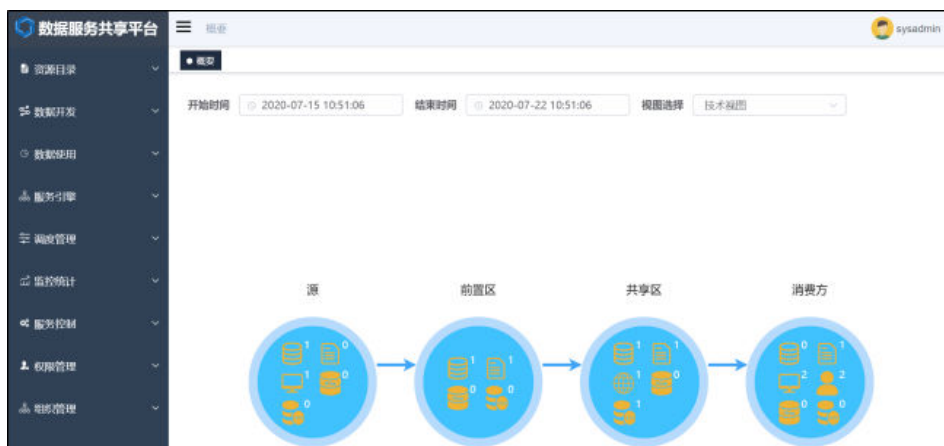 数据服务共享平台
概要
sysadmin
概要
资源目录
数据开发
数据使用
服务引擎
调度管理
监控统计
服务控制
权限管理
组织管理
开始时间 2020-07-15 10:51:06 结束时间 2020-07-22 10:51:06 视图选择 技术视图
源 前置区 共享区 消费方
1 0 1 1 1 1 0 1
1 0 0 0 1 0 2 2
0 1 0 0